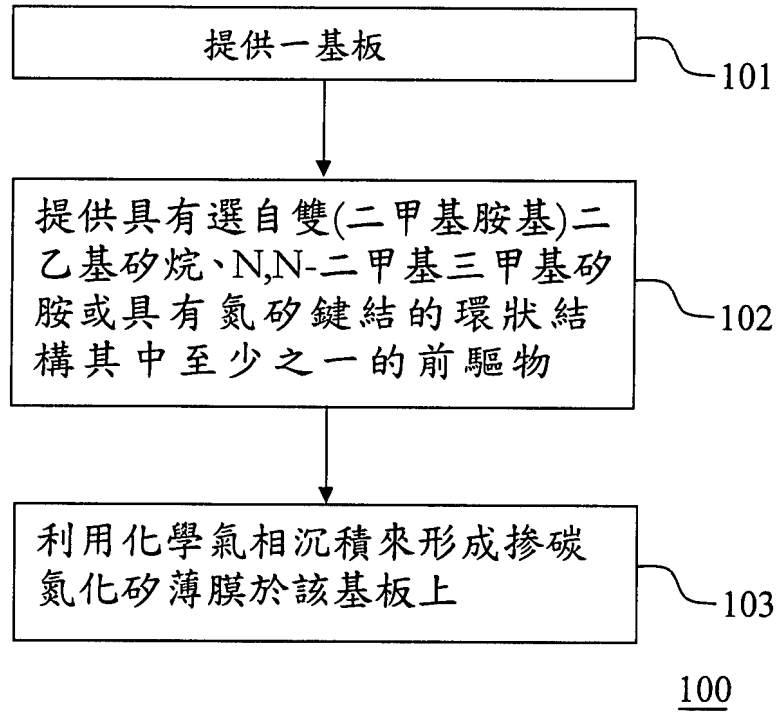 提供一基板
101
提供具有選自雙(二甲基胺基)二
乙基矽烷、N,N-二甲基三甲基矽
胺或具有氮矽鍵結的環狀結
構其中至少之一的前驅物
102
利用化學氣相沉積來形成摻碳
氮化矽薄膜於該基板上
103
100